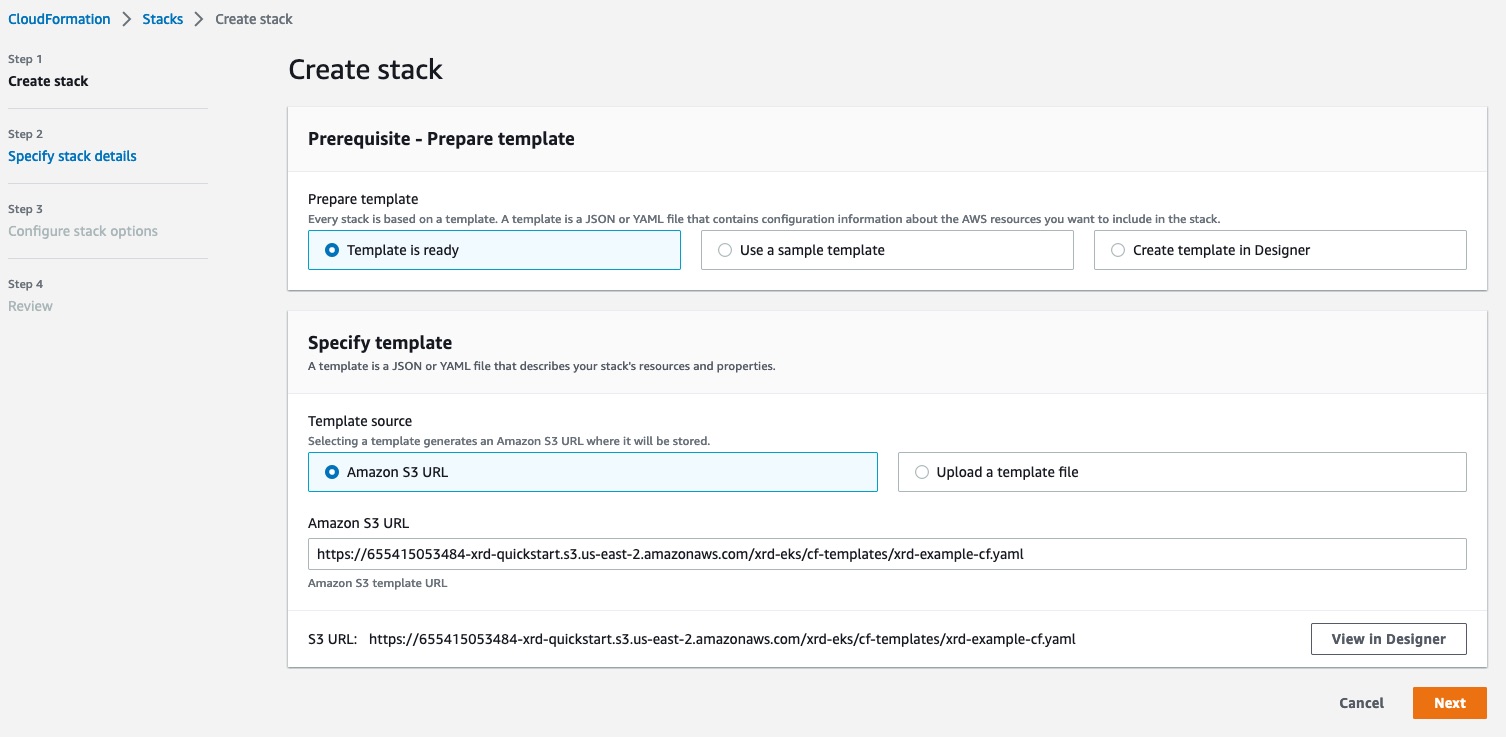 CloudFormation > Stacks > Create stack
Step 1
Create stack
Step 2
Specify stack details
Step 3
Configure stack options
Step 4
Review
Create stack
Prerequisite - Prepare template
Prepare template
Every stack is based on a template. A template is a JSON or YAML file that contains configuration information about the AWS resources you want to include in the stack.
Template is ready
Use a sample template
Create template in Designer
Specify template
A template is a JSON or YAML file that describes your stack's resources and properties.
Template source
Selecting a template generates an Amazon S3 URL where it will be stored.
Amazon S3 URL
Upload a template file
Amazon S3 URL
https://655415053484-xrd-quickstart.s3.us-east-2.amazonaws.com/xrd-eks/cf-templates/xrd-example-cf.yaml
Amazon S3 template URL
S3 URL: https://655415053484-xrd-quickstart.s3.us-east-2.amazonaws.com/xrd-eks/cf-templates/xrd-example-cf.yaml
View in Designer
Cancel
Next